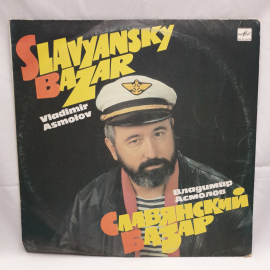 SLAVYANSKY
BAZAR
Vladimir
Asmolov
Владимир
Асмолов
СЛАВЯНСКИЙ
БАЗАР